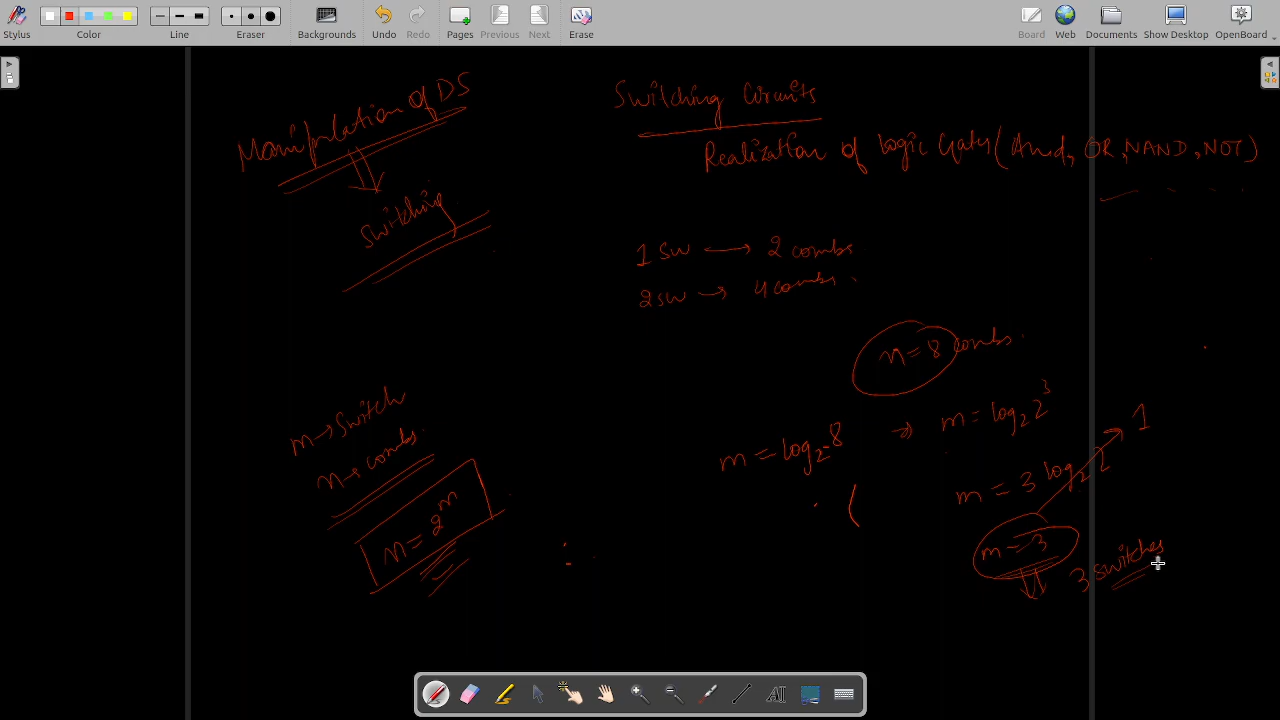 Stylus Color Line Eraser Backgrounds Undo Redo Pages Previous Next Erase Board Web Documents Show Desktop OpenBoard
Manipulation of DS
Switching
Switching Circuits
Realization of Logic Gates (And, OR, NAND, NOT)
1 SW ⟷ 2 combs
2 SW → 4 combs.
n = 8 combs.
m → Switch
n → combs.
n = 2^m
m = log₂ 8 → m = log₂ 2³
m = 3 log₂ 2 1
m = 3
3 switches
AI